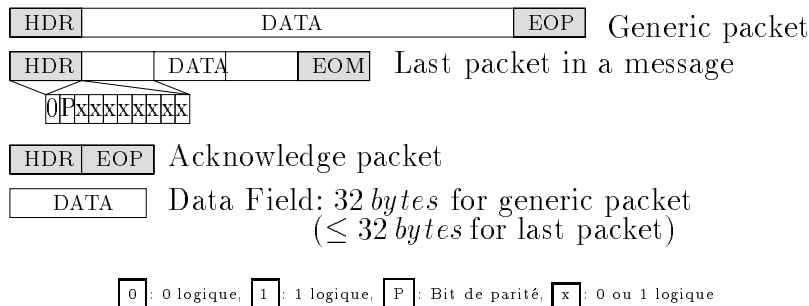 HDR DATA EOP Generic packet
HDR DATA EOM Last packet in a message
0Pxxxxxxxx
HDR EOP Acknowledge packet
DATA Data Field: 32 bytes for generic packet
(≤ 32 bytes for last packet)
0 : 0 logique, 1 : 1 logique, P : Bit de parité, x : 0 ou 1 logique